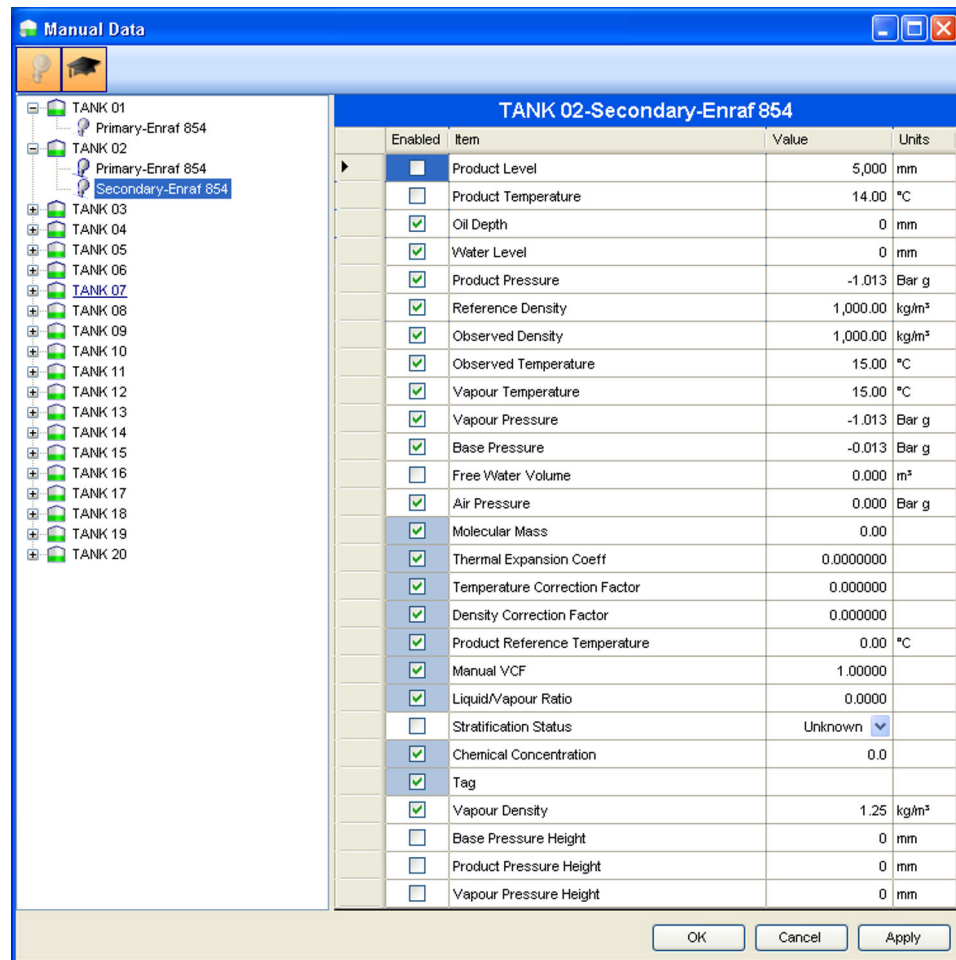 Manual Data
TANK 01
Primary-Enraf 854
TANK 02
Primary-Enraf 854
Secondary-Enraf 854
TANK 03
TANK 04
TANK 05
TANK 06
TANK 07
TANK 08
TANK 09
TANK 10
TANK 11
TANK 12
TANK 13
TANK 14
TANK 15
TANK 16
TANK 17
TANK 18
TANK 19
TANK 20
TANK 02-Secondary-Enraf 854
Enabled Item Value Units
Product Level 5,000 mm
Product Temperature 14.00 °C
Oil Depth 0 mm
Water Level 0 mm
Product Pressure -1.013 Bar g
Reference Density 1,000.00 kg/m³
Observed Density 1,000.00 kg/m³
Observed Temperature 15.00 °C
Vapour Temperature 15.00 °C
Vapour Pressure -1.013 Bar g
Base Pressure -0.013 Bar g
Free Water Volume 0.000 m³
Air Pressure 0.000 Bar g
Molecular Mass 0.00
Thermal Expansion Coeff 0.0000000
Temperature Correction Factor 0.000000
Density Correction Factor 0.000000
Product Reference Temperature 0.00 °C
Manual VCF 1.00000
Liquid/Vapour Ratio 0.0000
Stratification Status Unknown
Chemical Concentration 0.0
Tag
Vapour Density 1.25 kg/m³
Base Pressure Height 0 mm
Product Pressure Height 0 mm
Vapour Pressure Height 0 mm
OK Cancel Apply